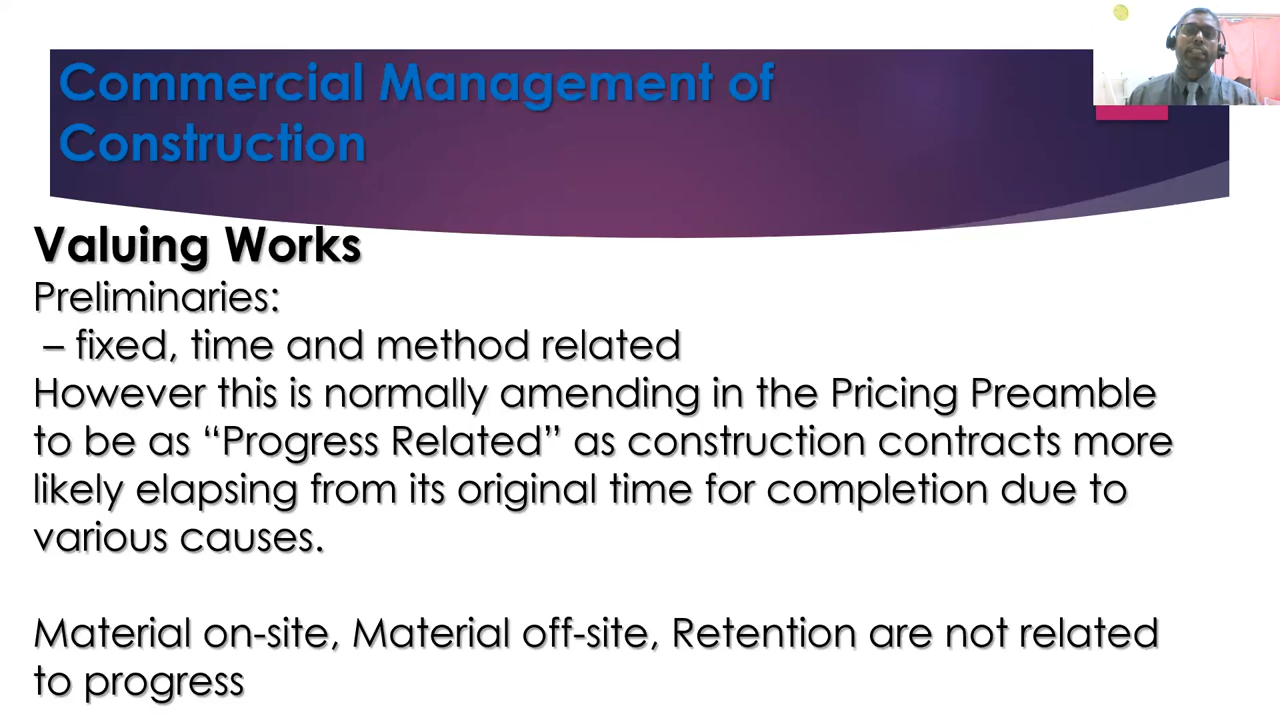 Commercial Management of
Construction
Valuing Works
Preliminaries:
– fixed, time and method related
However this is normally amending in the Pricing Preamble
to be as “Progress Related” as construction contracts more
likely elapsing from its original time for completion due to
various causes.
Material on-site, Material off-site, Retention are not related
to progress